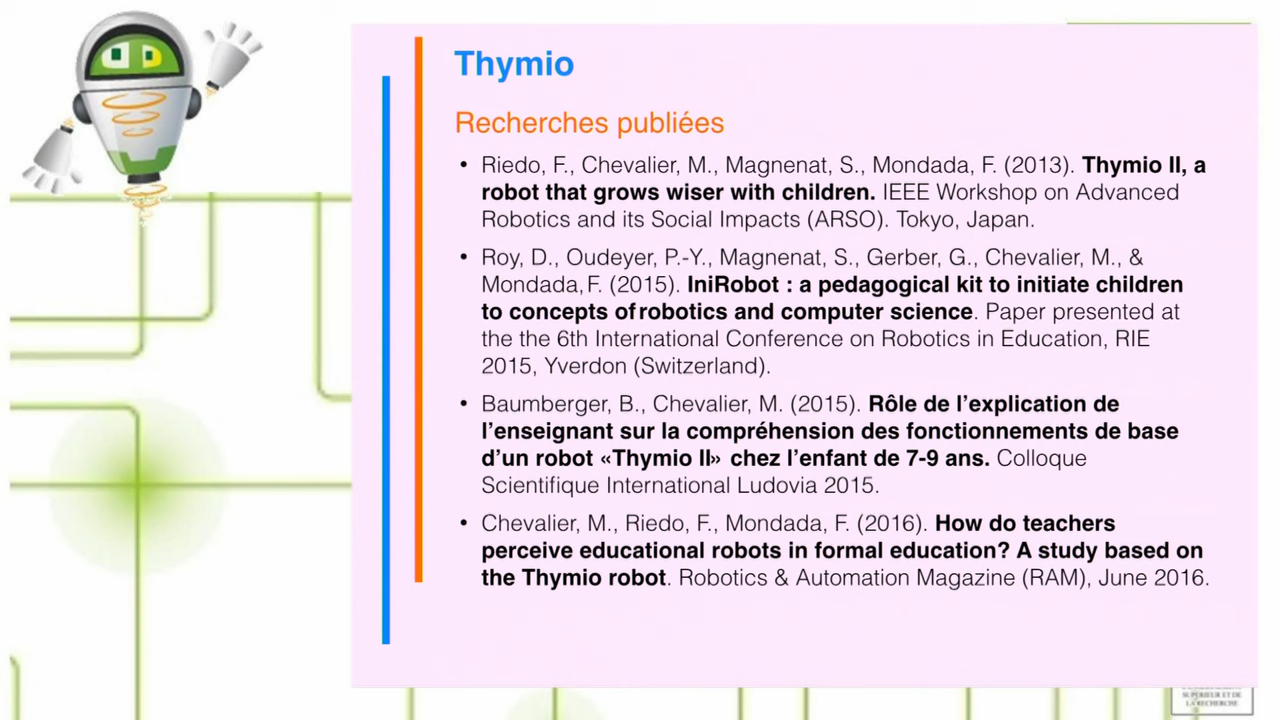 Thymio
Recherches publiées
• Riedo, F., Chevalier, M., Magnenat, S., Mondada, F. (2013). Thymio II, a
robot that grows wiser with children. IEEE Workshop on Advanced
Robotics and its Social Impacts (ARSO). Tokyo, Japan.
• Roy, D., Oudeyer, P.-Y., Magnenat, S., Gerber, G., Chevalier, M., &
Mondada, F. (2015). IniRobot : a pedagogical kit to initiate children
to concepts of robotics and computer science. Paper presented at
the the 6th International Conference on Robotics in Education, RIE
2015, Yverdon (Switzerland).
• Baumberger, B., Chevalier, M. (2015). Rôle de l’explication de
l’enseignant sur la compréhension des fonctionnements de base
d’un robot «Thymio II» chez l’enfant de 7-9 ans. Colloque
Scientifique International Ludovia 2015.
• Chevalier, M., Riedo, F., Mondada, F. (2016). How do teachers
perceive educational robots in formal education? A study based on
the Thymio robot. Robotics & Automation Magazine (RAM), June 2016.
SUPÉRIEUR ET DE
LA RECHERCHE